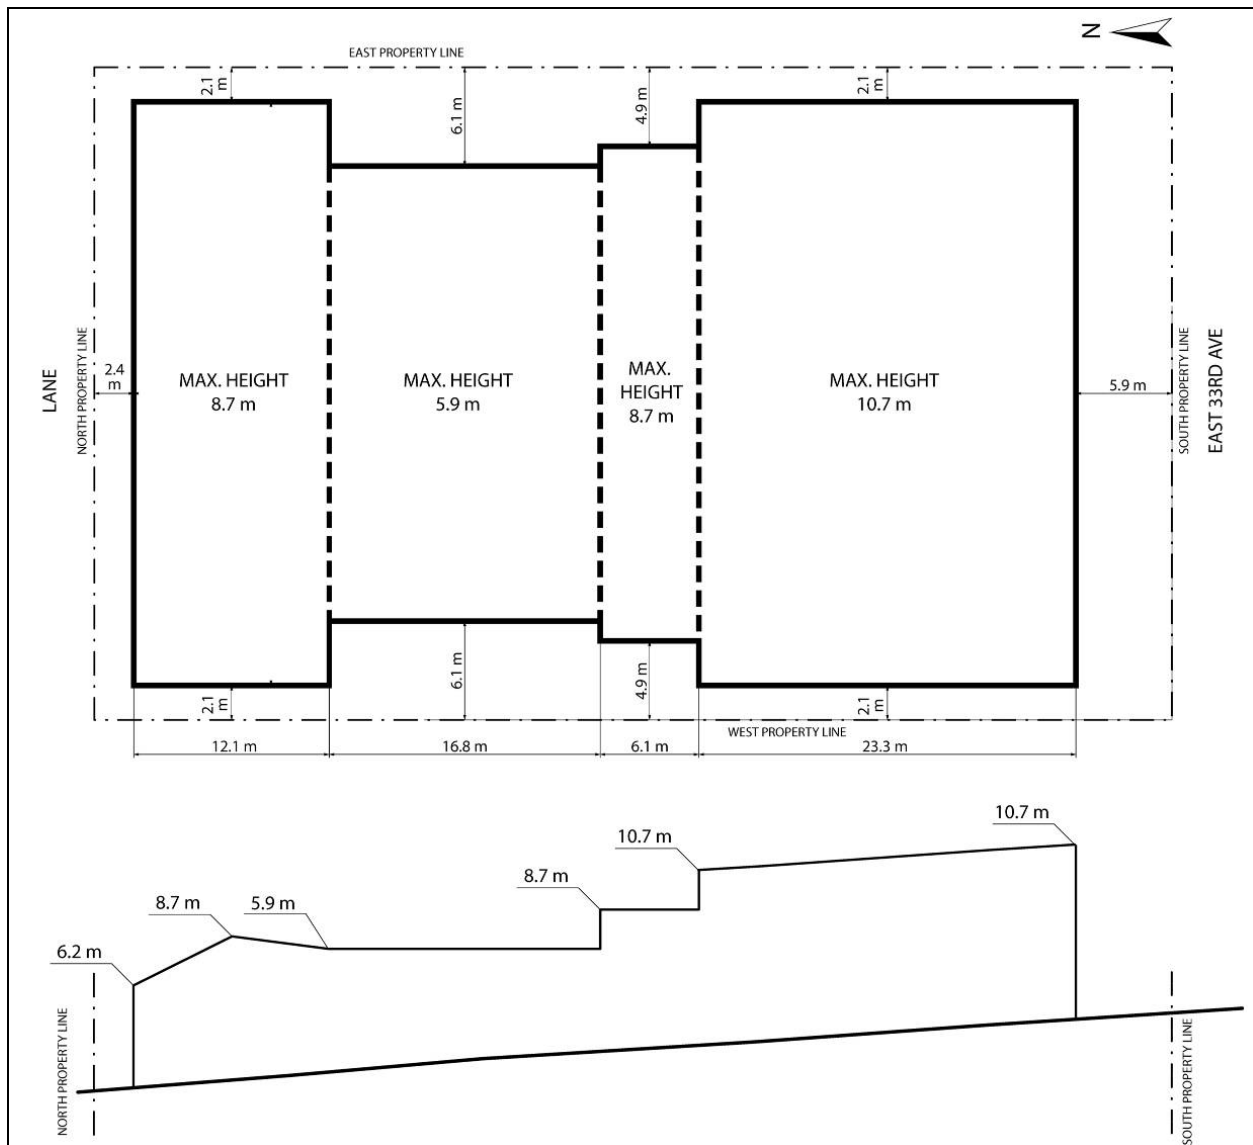 N
EAST PROPERTY LINE
2.1
m
6.1 m
4.9 m
2.1
m
LANE
NORTH PROPERTY LINE
2.4
m
MAX. HEIGHT
8.7 m
MAX. HEIGHT
5.9 m
MAX.
HEIGHT
8.7 m
MAX. HEIGHT
10.7 m
5.9 m
SOUTH PROPERTY LINE
EAST 33RD AVE
2.1
m
6.1 m
4.9 m
2.1
m
WEST PROPERTY LINE
12.1 m
16.8 m
6.1 m
23.3 m
10.7 m
10.7 m
8.7 m
8.7 m
5.9 m
6.2 m
NORTH PROPERTY LINE
SOUTH PROPERTY LINE